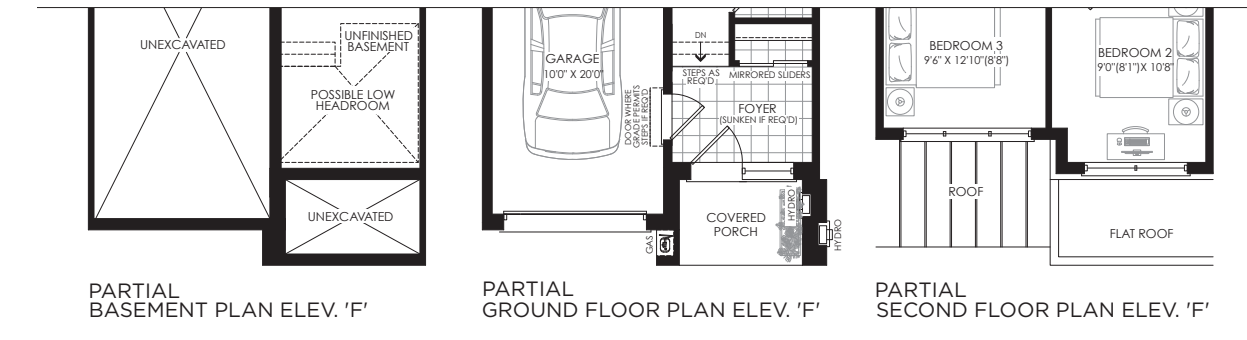 UNEXCAVATED
UNFINISHED
BASEMENT
POSSIBLE LOW
HEADROOM
UNEXCAVATED
PARTIAL
BASEMENT PLAN ELEV. 'F'
GARAGE
10'0" X 20'0"
DN
STEPS AS
REQ'D
MIRRORED SLIDERS
DOOR WHERE
GRADE PERMITS
STEPS IF REQ'D
FOYER
(SUNKEN IF REQ'D)
COVERED
PORCH
HYDRO
HYDRO
GAS
PARTIAL
GROUND FLOOR PLAN ELEV. 'F'
BEDROOM 3
9'6" X 12'10"(8'8")
BEDROOM 2
9'0"(8'1")X 10'8"
ROOF
FLAT ROOF
PARTIAL
SECOND FLOOR PLAN ELEV. 'F'